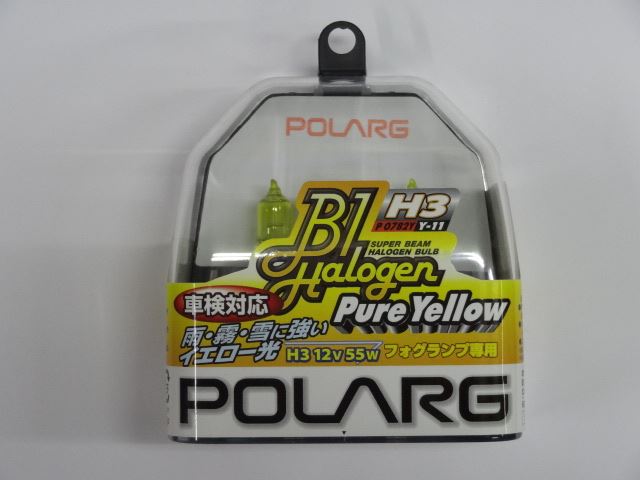 POLARG
B1
Halogen
H3
P0782Y Y-11
SUPER BEAM
HALOGEN BULB
Pure Yellow
車検対応
雨・霧・雪に強い
イエロー光
H3 12v 55w フォグランプ専用
POLARG